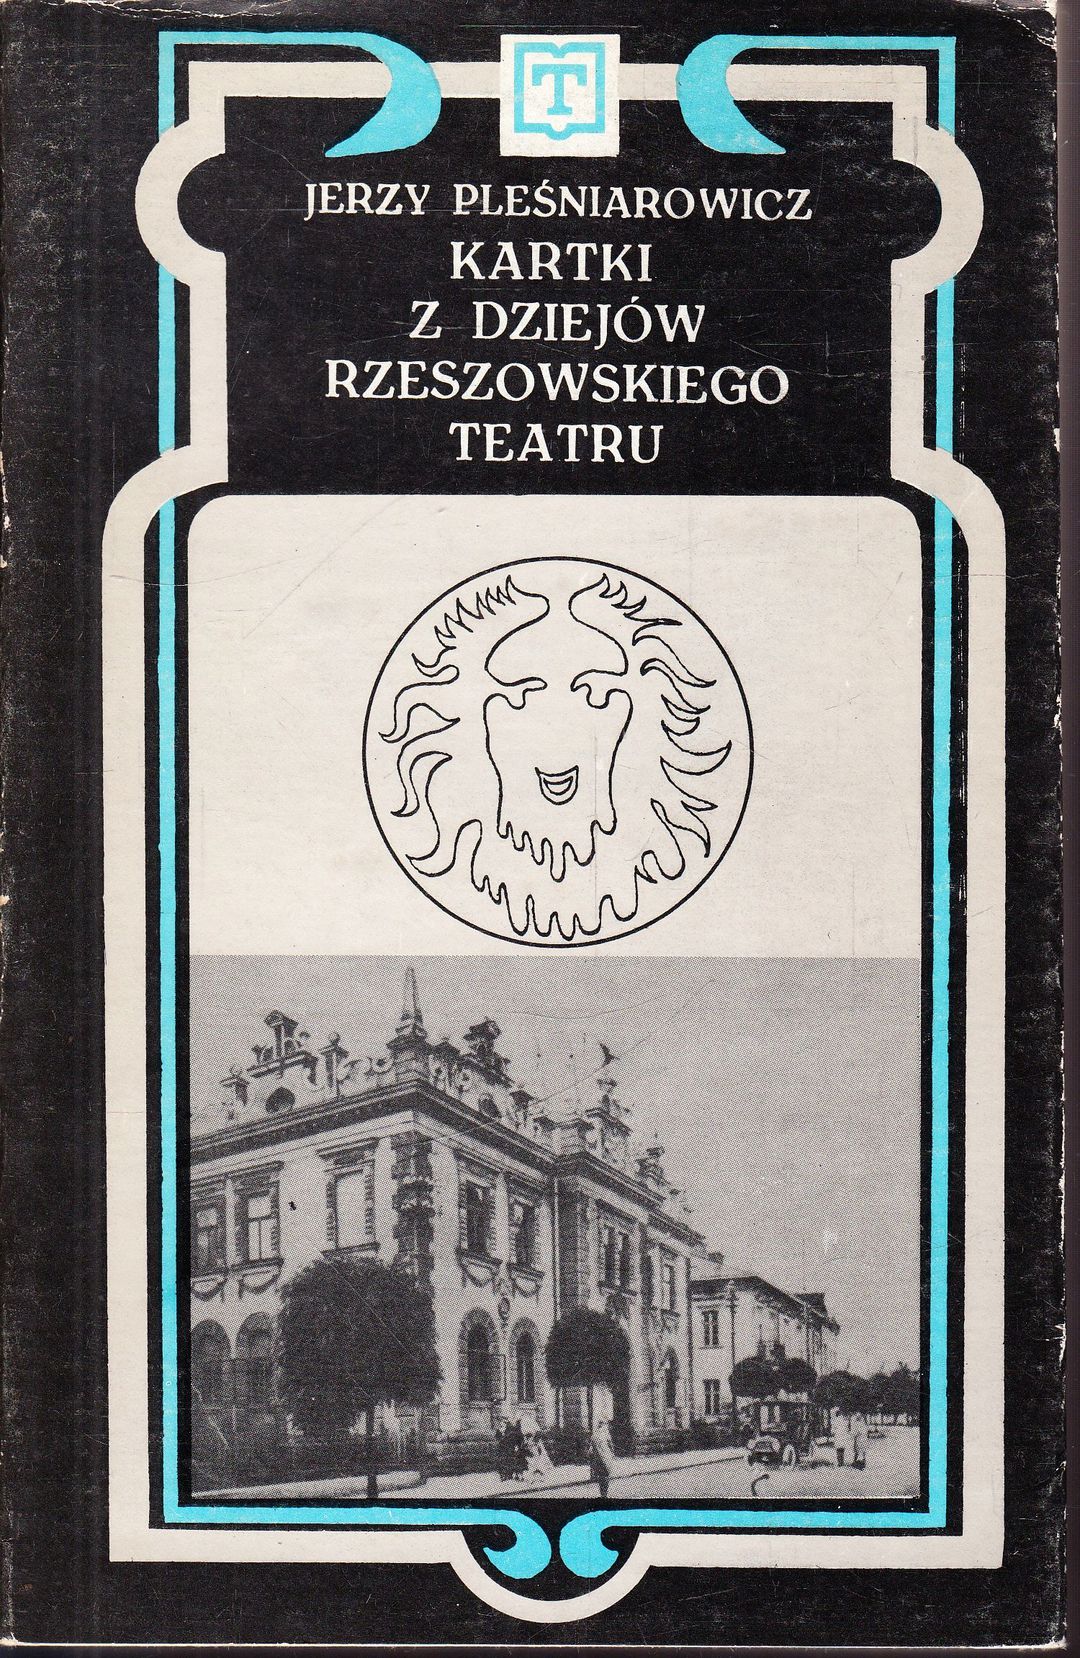 T
JERZY PLEŚNIAROWICZ
KARTKI
Z DZIEJÓW
RZESZOWSKIEGO
TEATRU